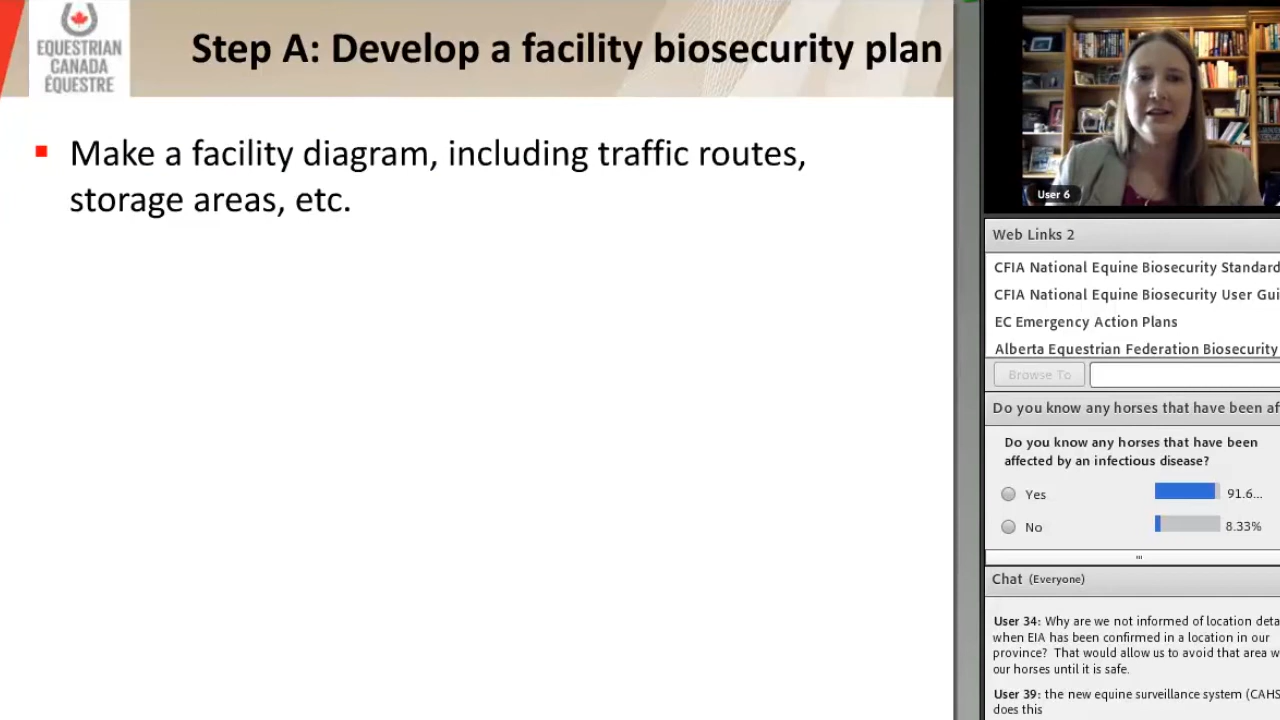 EQUESTRIAN
CANADA
ÉQUESTRE
Step A: Develop a facility biosecurity plan
Make a facility diagram, including traffic routes,
storage areas, etc.
User 6
Web Links 2
CFIA National Equine Biosecurity Standard
CFIA National Equine Biosecurity User Gui
EC Emergency Action Plans
Alberta Equestrian Federation Biosecurity
Browse To
Do you know any horses that have been af
Do you know any horses that have been
affected by an infectious disease?
Yes 91.6...
No 8.33%
Chat (Everyone)
User 34: Why are we not informed of location deta
when EIA has been confirmed in a location in our
province? That would allow us to avoid that area w
our horses until it is safe.
User 39: the new equine surveillance system (CAHS
does this